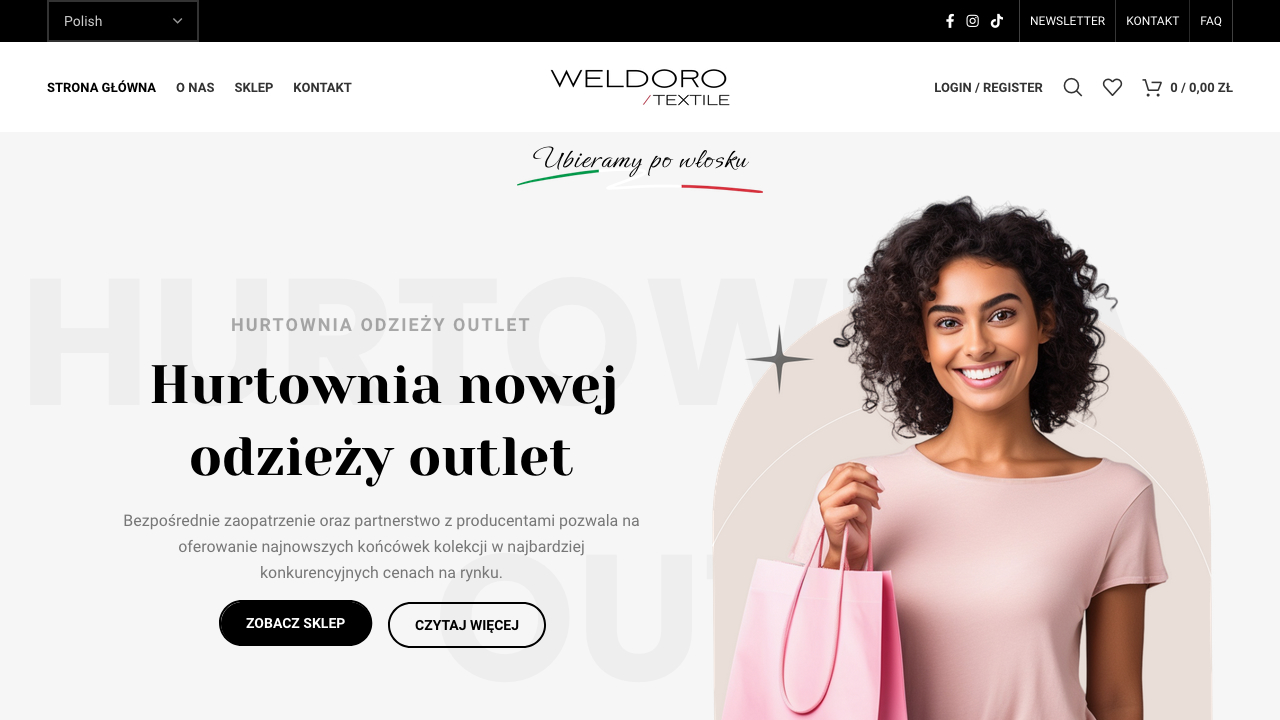 Polish
NEWSLETTER
KONTAKT
FAQ
STRONA GŁÓWNA
O NAS
SKLEP
KONTAKT
WELDORO
TEXTILE
LOGIN / REGISTER
0 / 0,00 ZŁ
Ubieramy po włosku
HURTOWNIA
HURTOWNIA ODZIEŻY OUTLET
Hurtownia nowej
odzieży outlet
Bezpośrednie zaopatrzenie oraz partnerstwo z producentami pozwala na
oferowanie najnowszych końcówek kolekcji w najbardziej
konkurencyjnych cenach na rynku.
ZOBACZ SKLEP
CZYTAJ WIĘCEJ